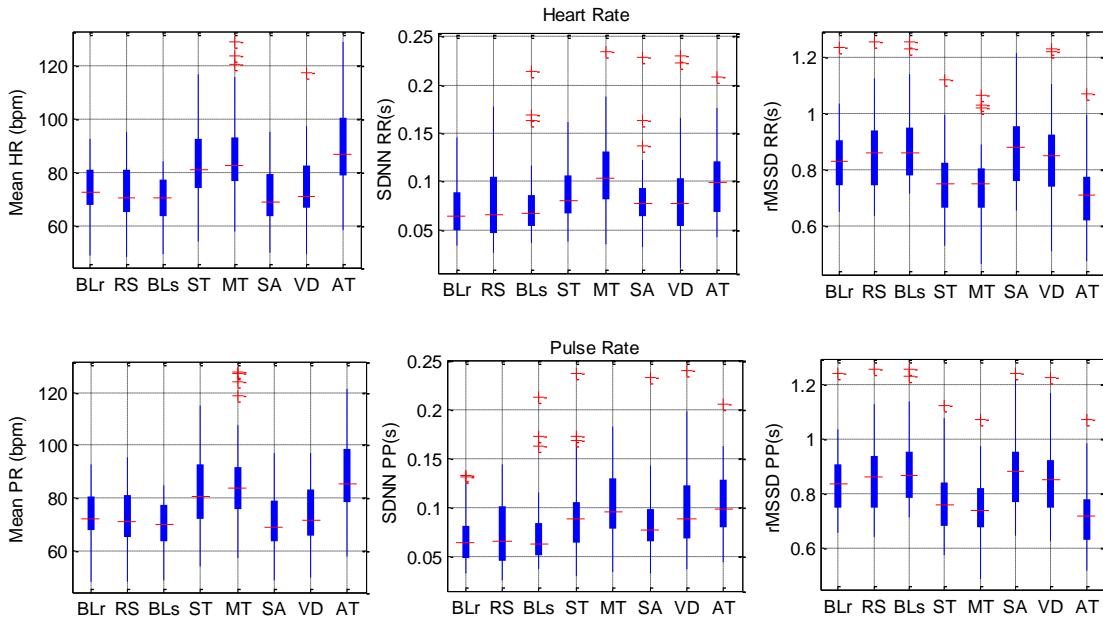 Heart Rate
Mean HR (bpm)
120
100
80
60
BLr RS BLs ST MT SA VD AT
SDNN RR(s)
0.25
0.2
0.15
0.1
0.05
BLr RS BLs ST MT SA VD AT
rMSSD RR(s)
1.2
1
0.8
0.6
BLr RS BLs ST MT SA VD AT
Pulse Rate
Mean PR (bpm)
120
100
80
60
BLr RS BLs ST MT SA VD AT
SDNN PP(s)
0.25
0.2
0.15
0.1
0.05
BLr RS BLs ST MT SA VD AT
rMSSD PP(s)
1.2
1
0.8
0.6
BLr RS BLs ST MT SA VD AT